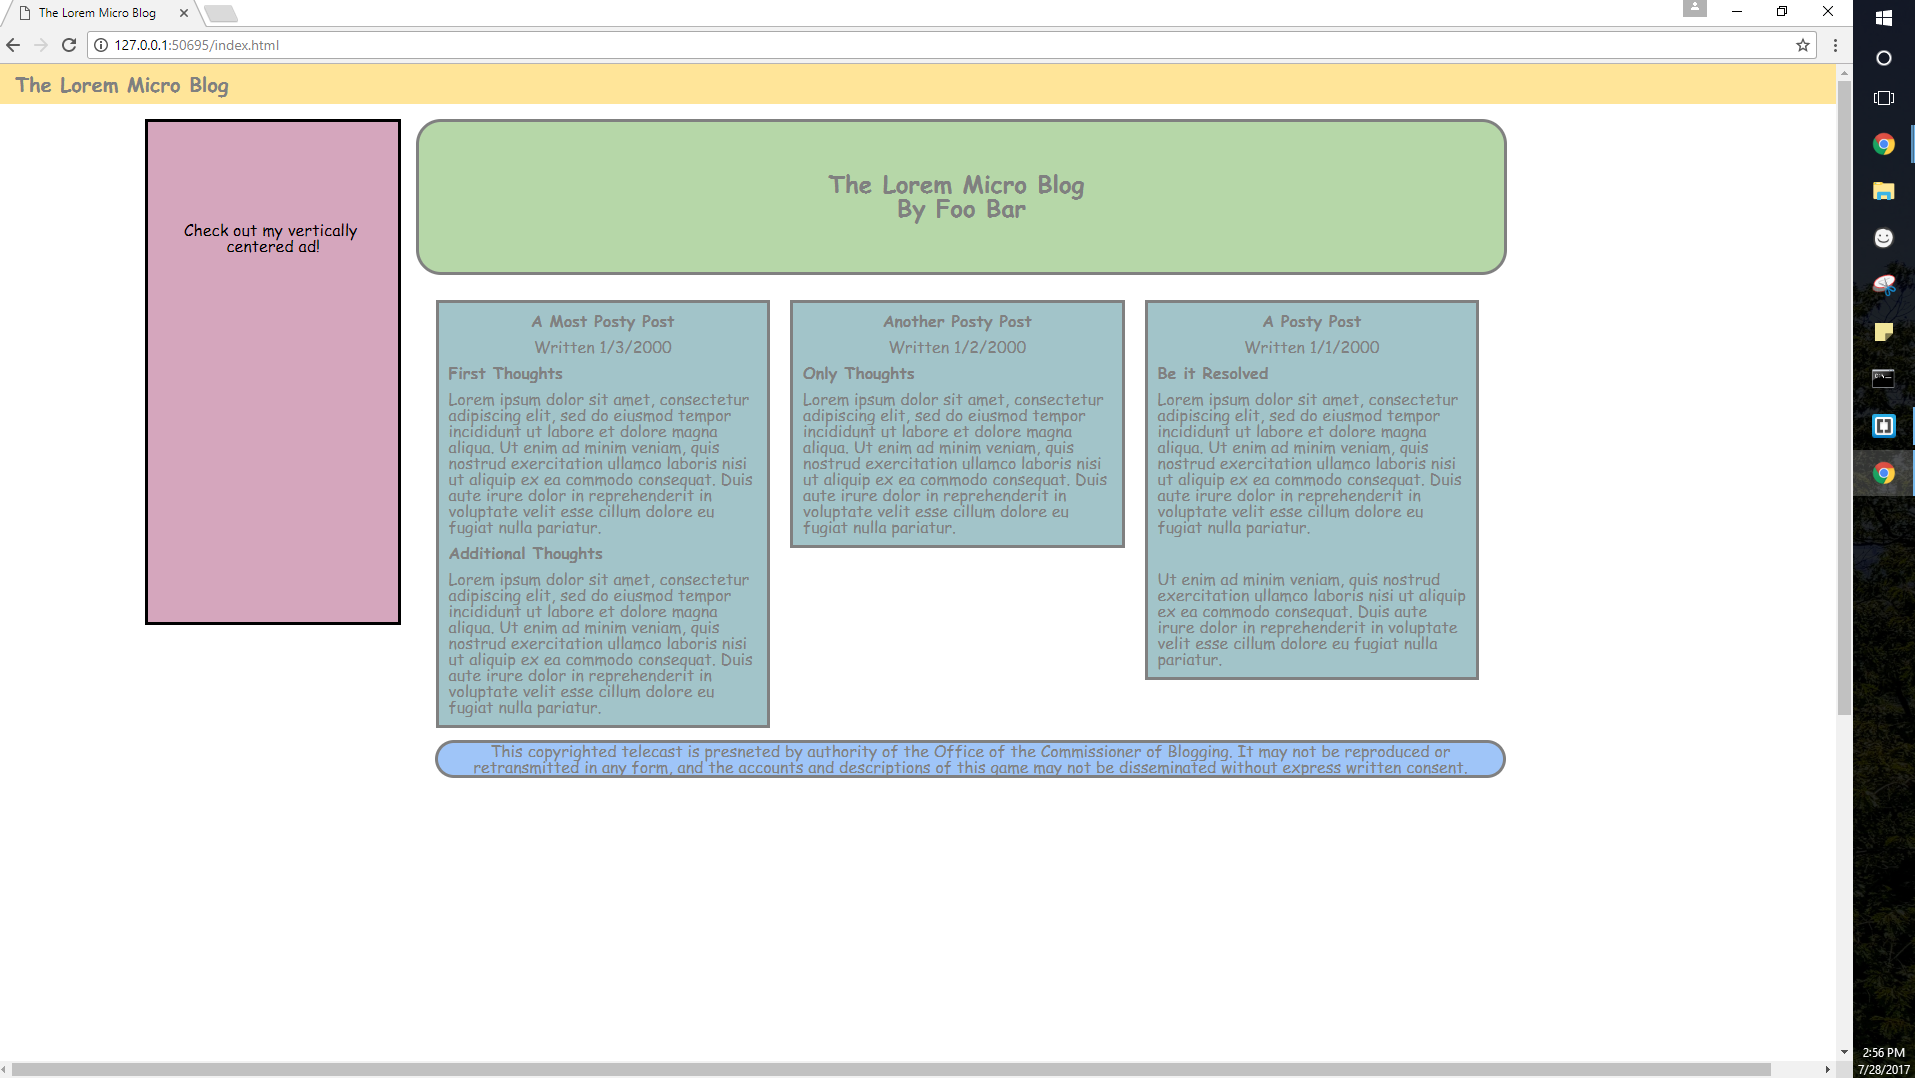 The Lorem Micro Blog
127.0.0.1:50695/index.html
The Lorem Micro Blog
Check out my vertically
centered ad!
The Lorem Micro Blog
By Foo Bar
A Most Posty Post
Written 1/3/2000
First Thoughts
Lorem ipsum dolor sit amet, consectetur
adipiscing elit, sed do eiusmod tempor
incididunt ut labore et dolore magna
aliqua. Ut enim ad minim veniam, quis
nostrud exercitation ullamco laboris nisi
ut aliquip ex ea commodo consequat. Duis
aute irure dolor in reprehenderit in
voluptate velit esse cillum dolore eu
fugiat nulla pariatur.
Additional Thoughts
Lorem ipsum dolor sit amet, consectetur
adipiscing elit, sed do eiusmod tempor
incididunt ut labore et dolore magna
aliqua. Ut enim ad minim veniam, quis
nostrud exercitation ullamco laboris nisi
ut aliquip ex ea commodo consequat. Duis
aute irure dolor in reprehenderit in
voluptate velit esse cillum dolore eu
fugiat nulla pariatur.
Another Posty Post
Written 1/2/2000
Only Thoughts
Lorem ipsum dolor sit amet, consectetur
adipiscing elit, sed do eiusmod tempor
incididunt ut labore et dolore magna
aliqua. Ut enim ad minim veniam, quis
nostrud exercitation ullamco laboris nisi
ut aliquip ex ea commodo consequat. Duis
aute irure dolor in reprehenderit in
voluptate velit esse cillum dolore eu
fugiat nulla pariatur.
A Posty Post
Written 1/1/2000
Be it Resolved
Lorem ipsum dolor sit amet, consectetur
adipiscing elit, sed do eiusmod tempor
incididunt ut labore et dolore magna
aliqua. Ut enim ad minim veniam, quis
nostrud exercitation ullamco laboris nisi
ut aliquip ex ea commodo consequat. Duis
aute irure dolor in reprehenderit in
voluptate velit esse cillum dolore eu
fugiat nulla pariatur.
Ut enim ad minim veniam, quis nostrud
exercitation ullamco laboris nisi ut aliquip
ex ea commodo consequat. Duis aute
irure dolor in reprehenderit in voluptate
velit esse cillum dolore eu fugiat nulla
pariatur.
This copyrighted telecast is presneted by authority of the Office of the Commissioner of Blogging. It may not be reproduced or
retransmitted in any form, and the accounts and descriptions of this game may not be disseminated without express written consent.
2:56 PM
7/28/2017